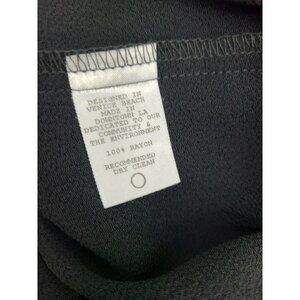 DESIGNED IN
VENICE BEACH
MADE IN
DOWNTOWN LA
DEDICATED TO OUR
COMMUNITY &
THE ENVIRONMENT
100% RAYON
RECOMMENDED
DRY CLEAN